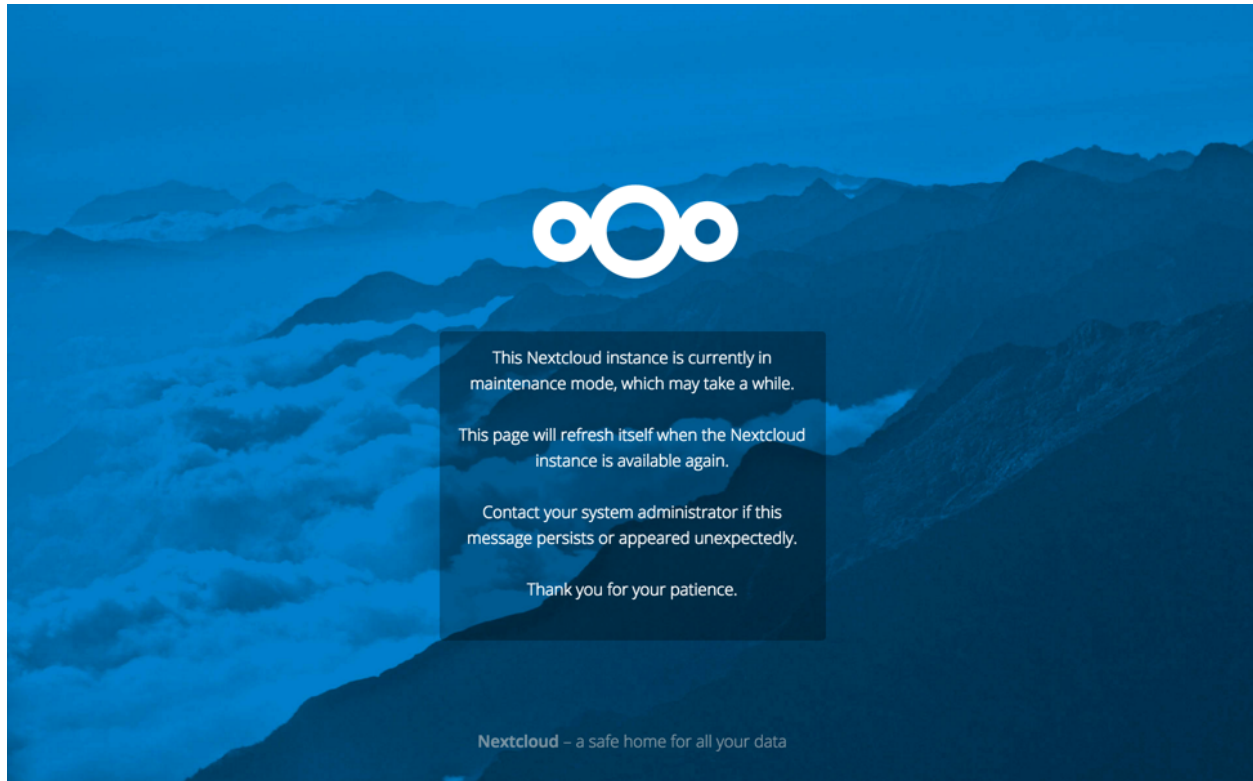 This Nextcloud instance is currently in
maintenance mode, which may take a while.
This page will refresh itself when the Nextcloud
instance is available again.
Contact your system administrator if this
message persists or appeared unexpectedly.
Thank you for your patience.
Nextcloud – a safe home for all your data